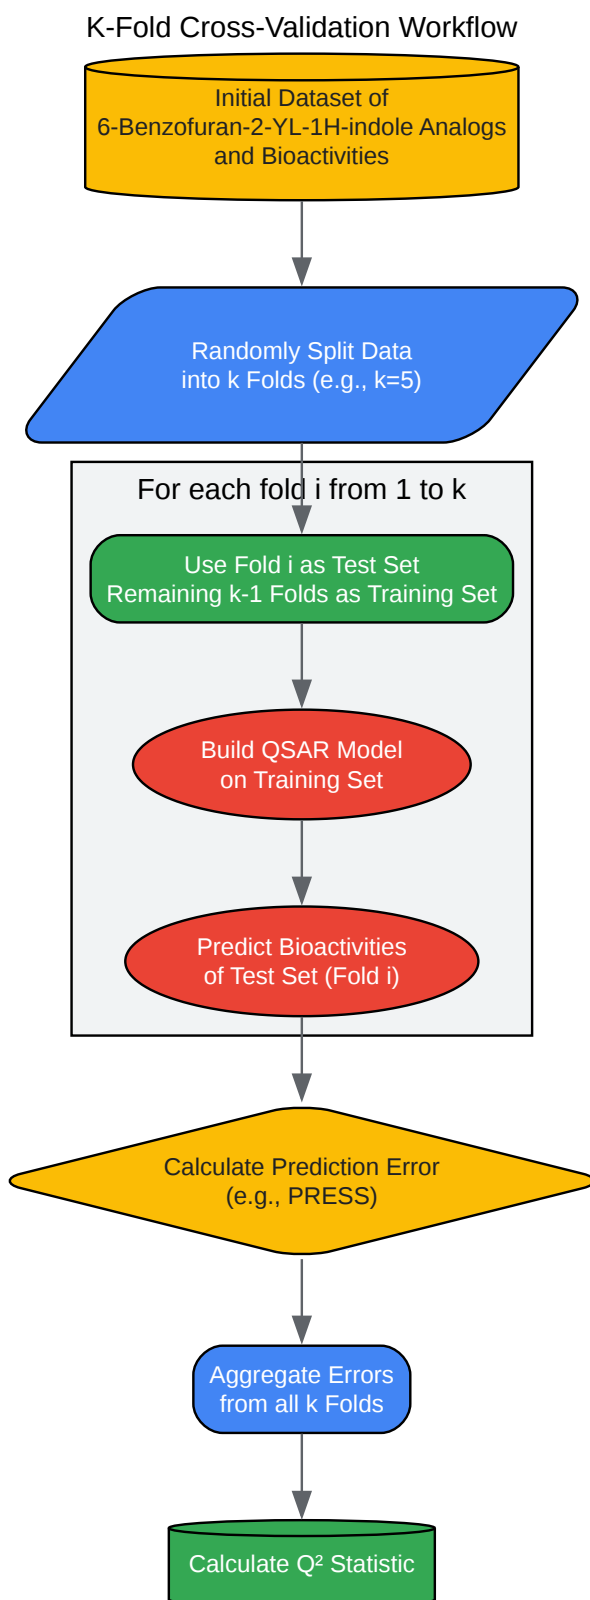 K-Fold Cross-Validation Workflow
Initial Dataset of
6-Benzofuran-2-YL-1H-indole Analogs
and Bioactivities
Randomly Split Data
into k Folds (e.g., k=5)
For each fold i from 1 to k
Use Fold i as Test Set
Remaining k-1 Folds as Training Set
Build QSAR Model
on Training Set
Predict Bioactivities
of Test Set (Fold i)
Calculate Prediction Error
(e.g., PRESS)
Aggregate Errors
from all k Folds
Calculate Q² Statistic